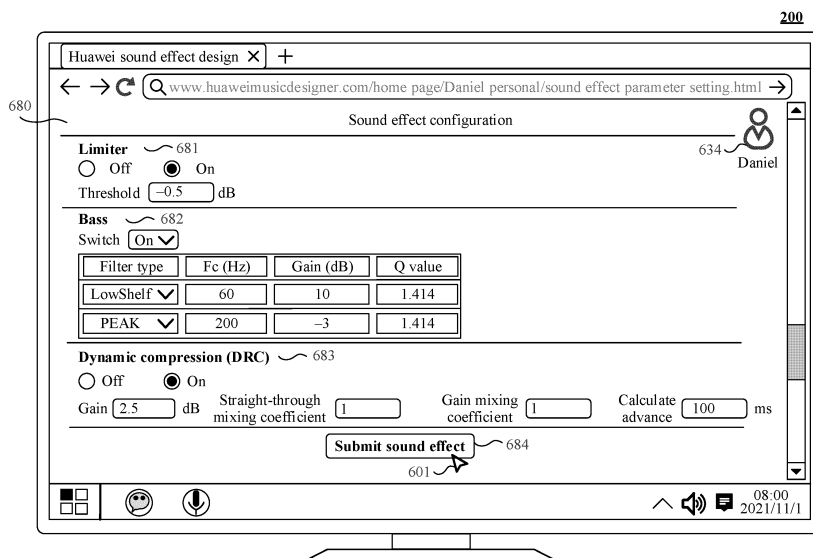 200
Huawei sound effect design
www.huaweimusicdesigner.com/home page/Daniel personal/sound effect parameter setting.html
680
Sound effect configuration
634
Daniel
Limiter 681
Off On
Threshold –0.5 dB
Bass 682
Switch On
Filter type Fc (Hz) Gain (dB) Q value
LowShelf 60 10 1.414
PEAK 200 –3 1.414
Dynamic compression (DRC) 683
Off On
Gain 2.5 dB Straight-through mixing coefficient 1 Gain mixing coefficient 1 Calculate advance 100 ms
Submit sound effect 684
601
08:00
2021/11/1